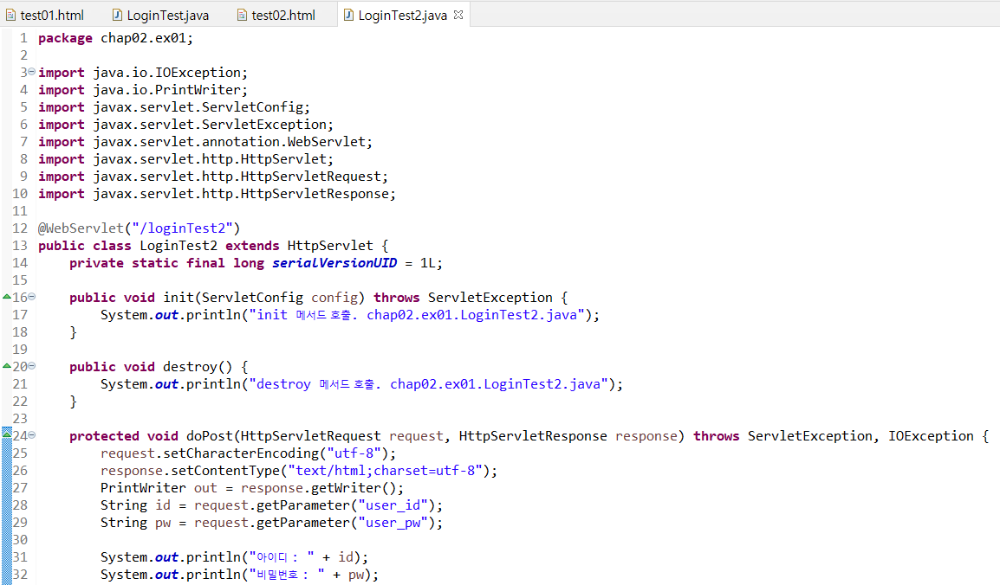 test01.html LoginTest.java test02.html LoginTest2.java
1 package chap02.ex01;
2
3 import java.io.IOException;
4 import java.io.PrintWriter;
5 import javax.servlet.ServletConfig;
6 import javax.servlet.ServletException;
7 import javax.servlet.annotation.WebServlet;
8 import javax.servlet.http.HttpServlet;
9 import javax.servlet.http.HttpServletRequest;
10 import javax.servlet.http.HttpServletResponse;
11
12 @WebServlet("/loginTest2")
13 public class LoginTest2 extends HttpServlet {
14     private static final long serialVersionUID = 1L;
15
16     public void init(ServletConfig config) throws ServletException {
17         System.out.println("init 메서드 호출. chap02.ex01.LoginTest2.java");
18     }
19
20     public void destroy() {
21         System.out.println("destroy 메서드 호출. chap02.ex01.LoginTest2.java");
22     }
23
24     protected void doPost(HttpServletRequest request, HttpServletResponse response) throws ServletException, IOException {
25         request.setCharacterEncoding("utf-8");
26         response.setContentType("text/html;charset=utf-8");
27         PrintWriter out = response.getWriter();
28         String id = request.getParameter("user_id");
29         String pw = request.getParameter("user_pw");
30
31         System.out.println("아이디 : " + id);
32         System.out.println("비밀번호 : " + pw);